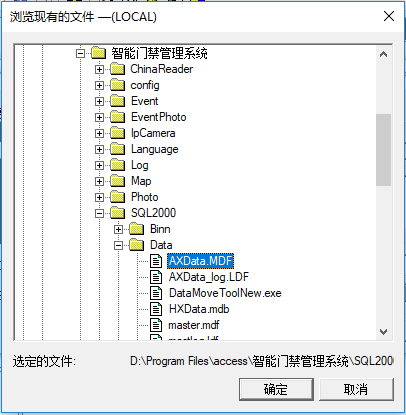 浏览现有的文件 —(LOCAL)
智能门禁管理系统
ChinaReader
config
Event
EventPhoto
IpCamera
Language
Log
Map
Photo
SQL2000
Binn
Data
AXData.MDF
AXData_log.LDF
DataMoveToolNew.exe
HXData.mdb
master.mdf
mastlog.ldf
选定的文件: D:\Program Files\access\智能门禁管理系统\SQL200
确定 取消